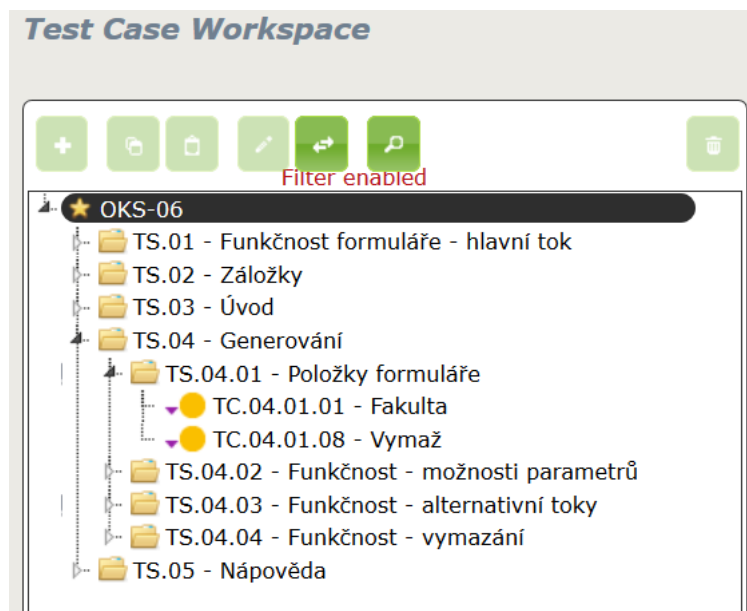 Test Case Workspace
Filter enabled
OKS-06
TS.01 - Funkčnost formuláře - hlavní tok
TS.02 - Záložky
TS.03 - Úvod
TS.04 - Generování
TS.04.01 - Položky formuláře
TC.04.01.01 - Fakulta
TC.04.01.08 - Vymaž
TS.04.02 - Funkčnost - možnosti parametrů
TS.04.03 - Funkčnost - alternativní toky
TS.04.04 - Funkčnost - vymazání
TS.05 - Nápověda